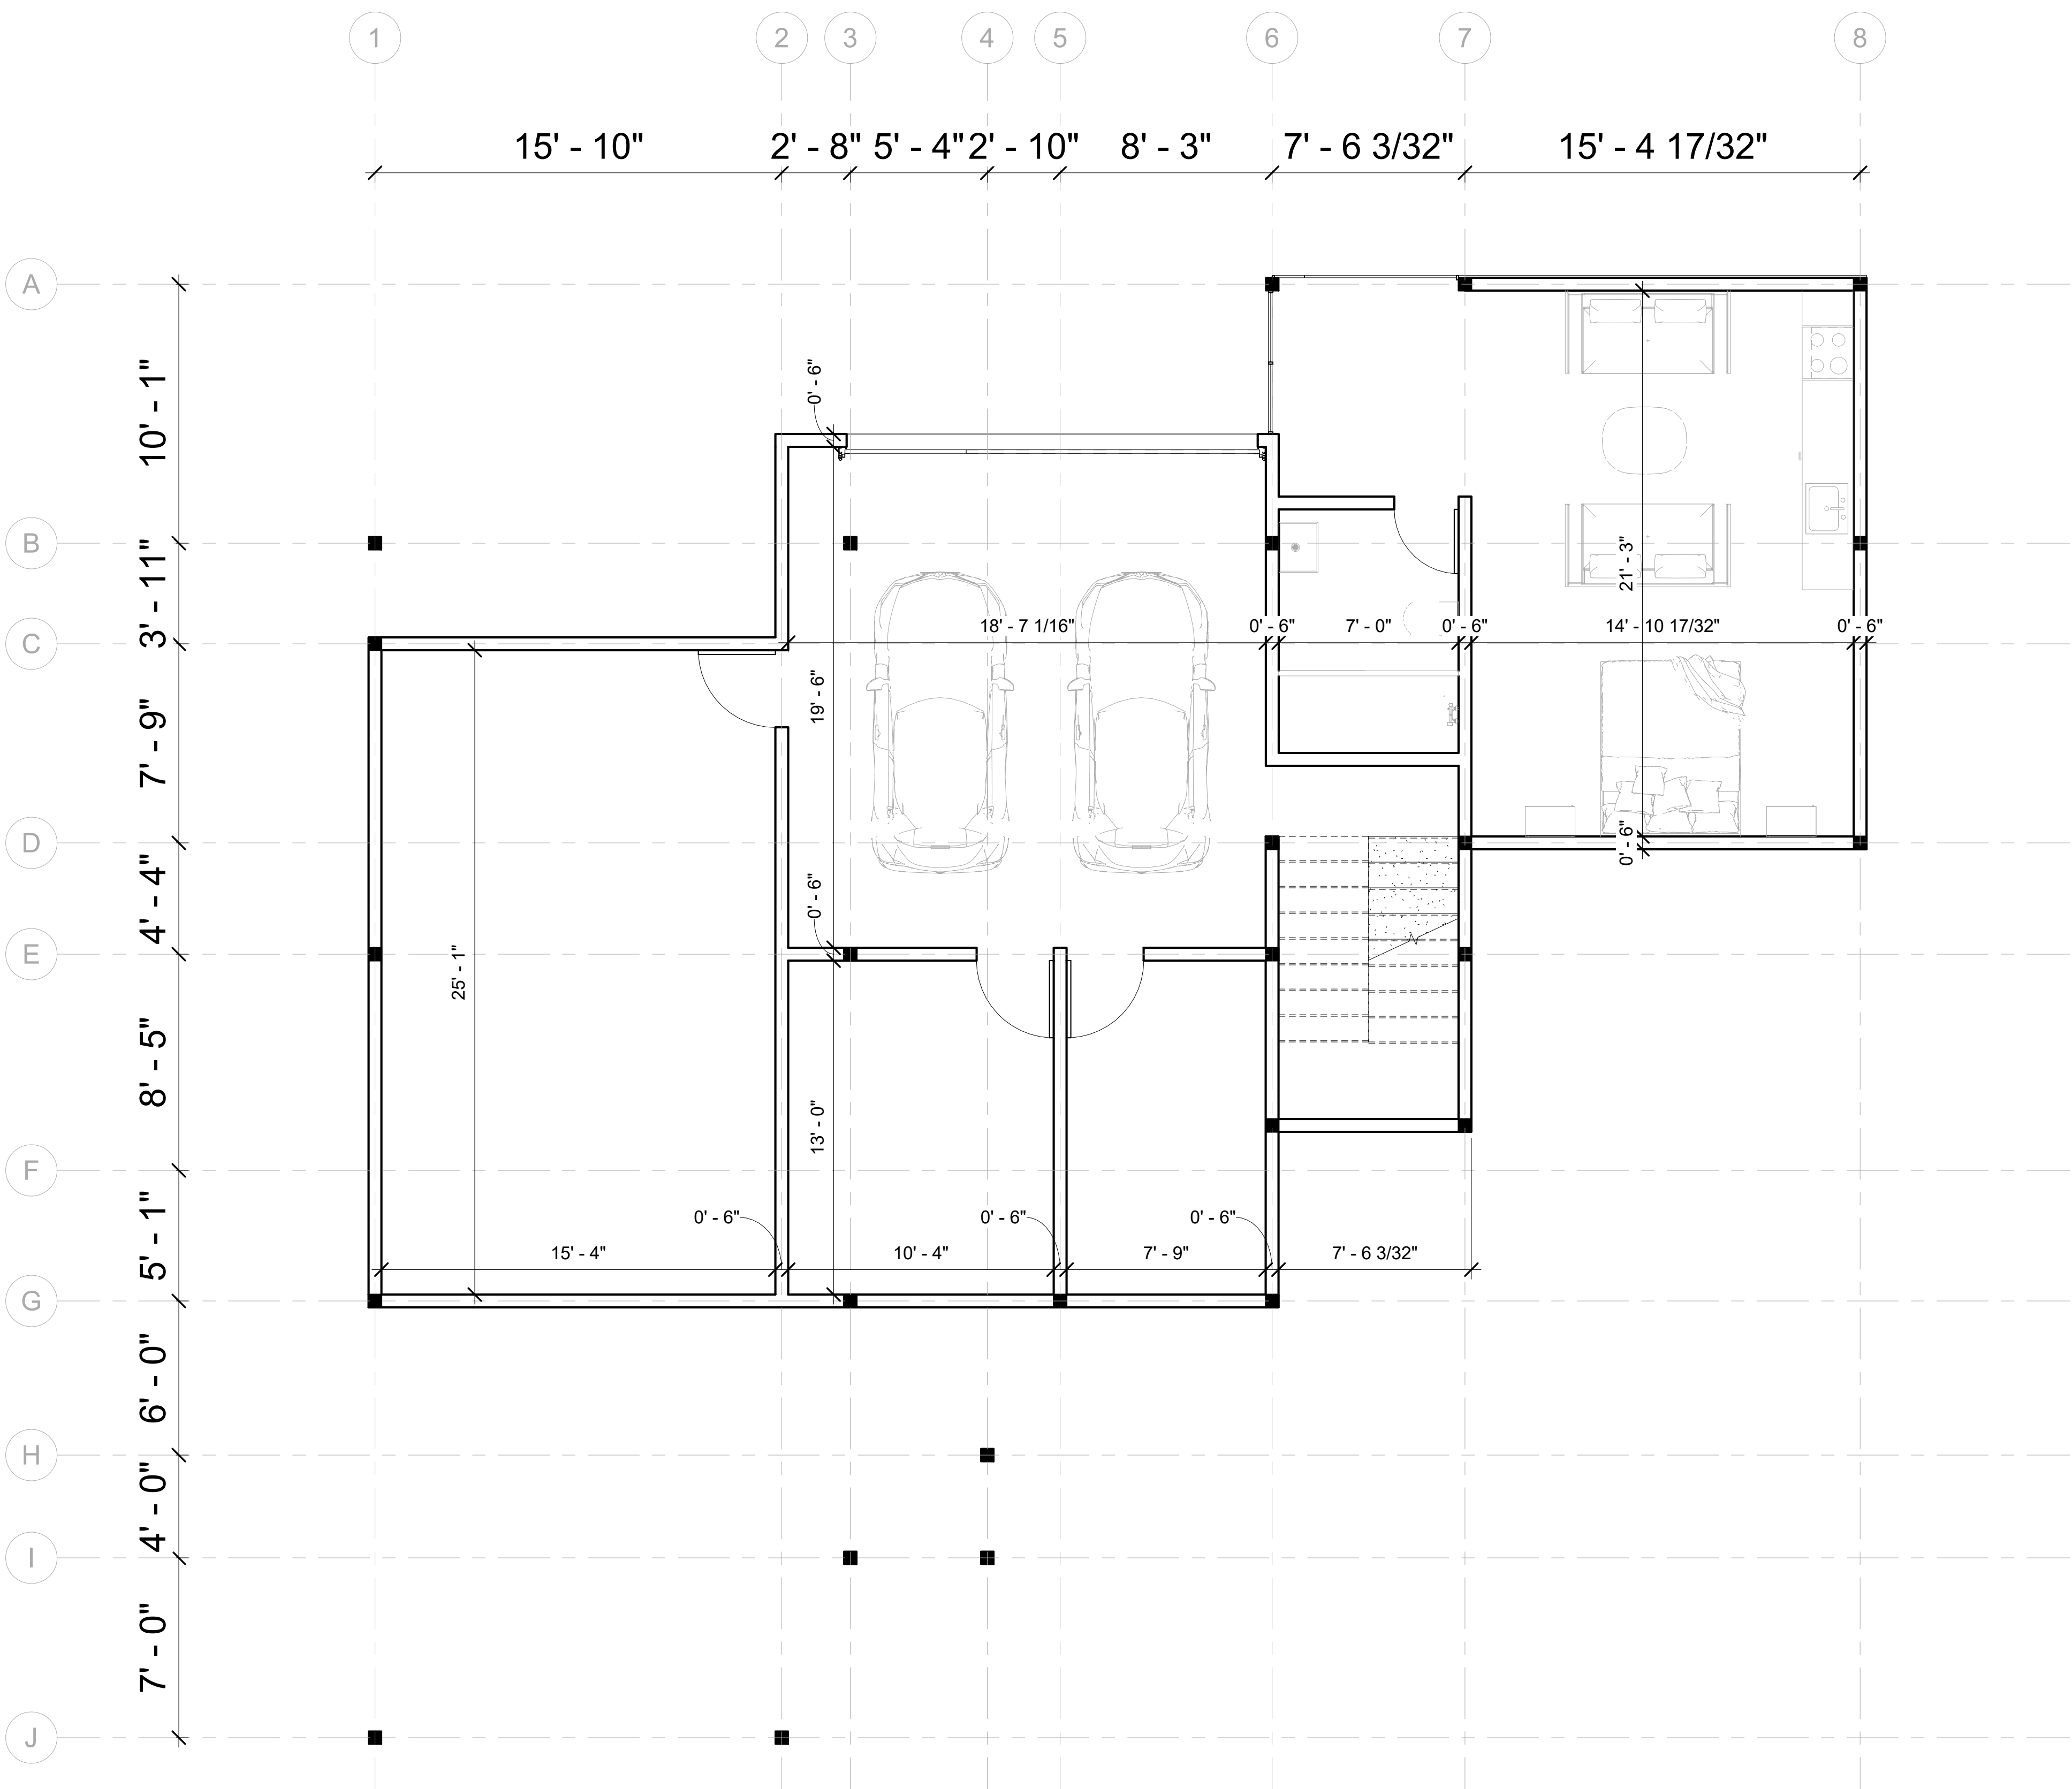 1 2 3 4 5 6 7 8
15' - 10" 2' - 8" 5' - 4" 2' - 10" 8' - 3" 7' - 6 3/32" 15' - 4 17/32"
A
10' - 1"
0' - 6"
B
3' - 11"
21' - 3"
18' - 7 1/16" 0' - 6" 7' - 0" 0' - 6" 14' - 10 17/32" 0' - 6"
C
7' - 9"
19' - 6"
D
0' - 6"
4' - 4"
0' - 6"
E
25' - 1"
8' - 5"
13' - 0"
F
5' - 1"
0' - 6" 0' - 6" 0' - 6"
15' - 4" 10' - 4" 7' - 9" 7' - 6 3/32"
G
6' - 0"
H
4' - 0"
I
7' - 0"
J